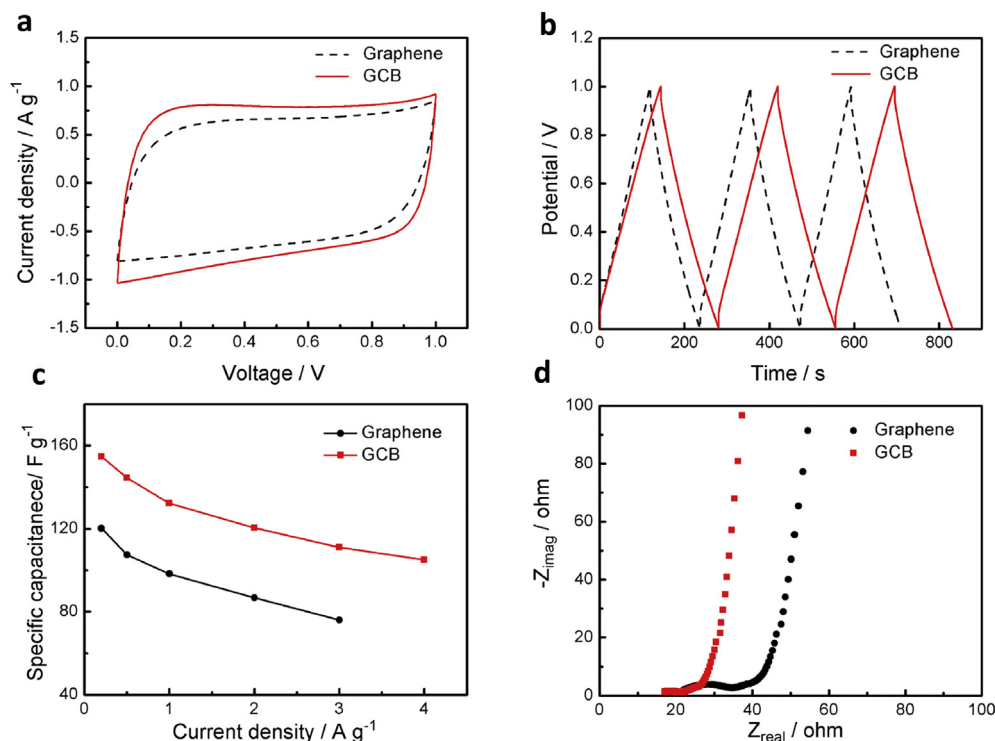 a
1.5
1.0
0.5
0.0
-0.5
-1.0
-1.5
Current density / A g⁻¹
0.0 0.2 0.4 0.6 0.8 1.0
Voltage / V
Graphene
GCB
b
1.2
1.0
0.8
0.6
0.4
0.2
0.0
Potential / V
0 200 400 600 800
Time / s
Graphene
GCB
c
160
120
80
40
Specific capacitanece/ F g⁻¹
0 1 2 3 4
Current density / A g⁻¹
Graphene
GCB
d
100
80
60
40
20
0
-Zimag / ohm
0 20 40 60 80 100
Zreal / ohm
Graphene
GCB